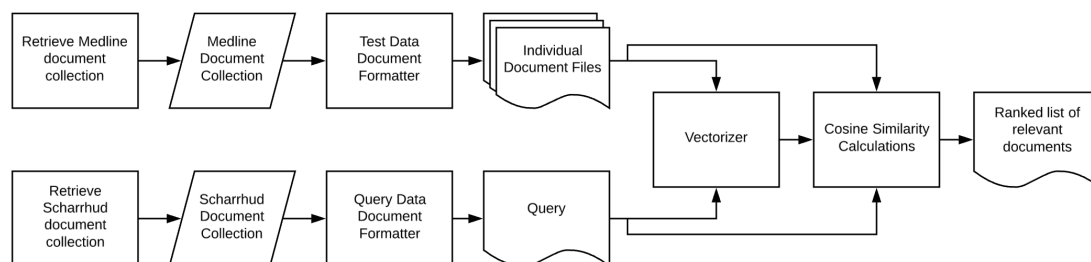 Retrieve Medline
document
collection
Medline
Document
Collection
Test Data
Document
Formatter
Individual
Document Files
Vectorizer
Cosine Similarity
Calculations
Ranked list of
relevant
documents
Retrieve
Scharrhud
document
collection
Scharrhud
Document
Collection
Query Data
Document
Formatter
Query